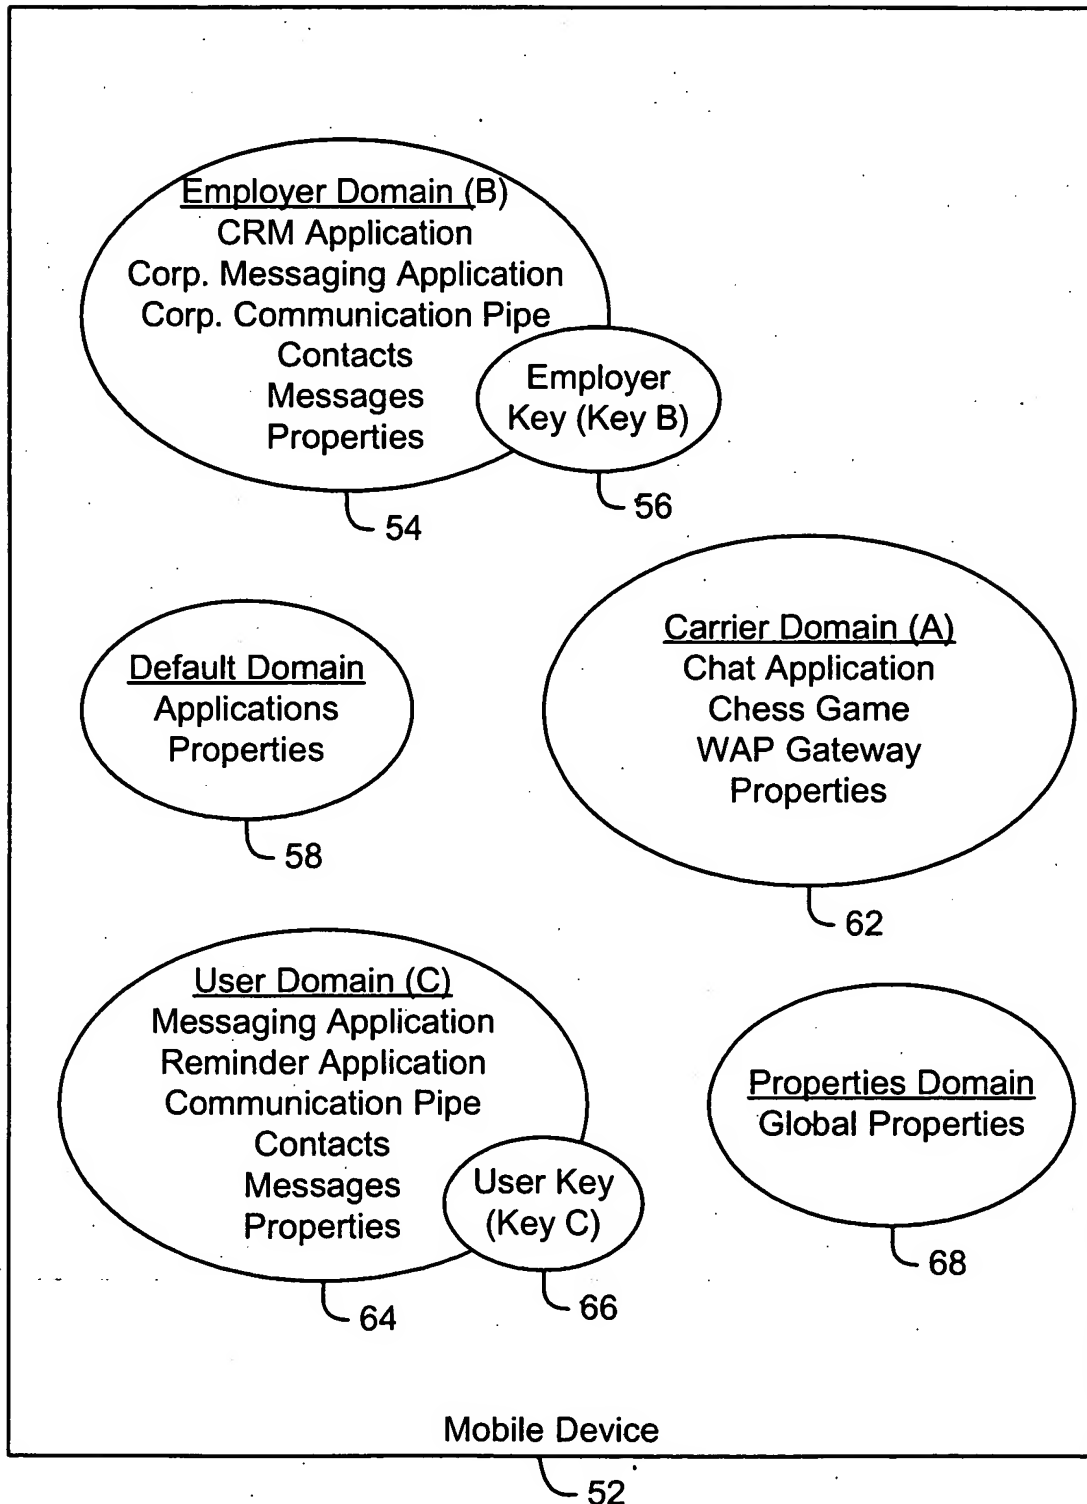 Employer Domain (B)
CRM Application
Corp. Messaging Application
Corp. Communication Pipe
Contacts
Messages
Properties
Employer
Key (Key B)
54
56
Default Domain
Applications
Properties
58
Carrier Domain (A)
Chat Application
Chess Game
WAP Gateway
Properties
62
User Domain (C)
Messaging Application
Reminder Application
Communication Pipe
Contacts
Messages
Properties
User Key
(Key C)
64
66
Properties Domain
Global Properties
68
Mobile Device
52